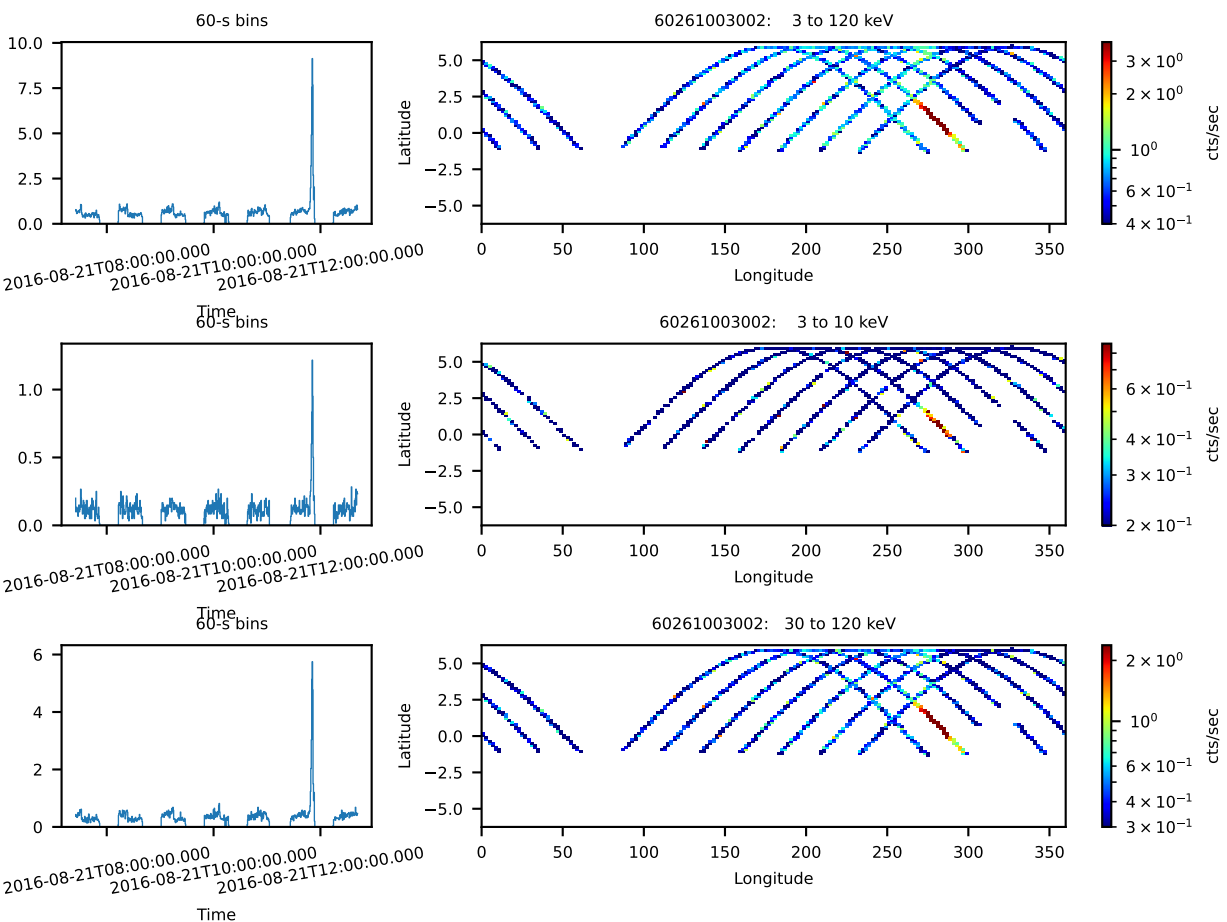 60-s bins
60261003002:    3 to 120 keV
10.0
7.5
5.0
2.5
0.0
2016-08-21T08:00:00.000
2016-08-21T10:00:00.000
2016-08-21T12:00:00.000
Time
Latitude
5.0
2.5
0.0
−2.5
−5.0
0 50 100 150 200 250 300 350
Longitude
3 × 10⁰
2 × 10⁰
10⁰
6 × 10⁻¹
4 × 10⁻¹
cts/sec
60-s bins
60261003002:    3 to 10 keV
1.0
0.5
0.0
2016-08-21T08:00:00.000
2016-08-21T10:00:00.000
2016-08-21T12:00:00.000
Time
Latitude
5.0
2.5
0.0
−2.5
−5.0
0 50 100 150 200 250 300 350
Longitude
6 × 10⁻¹
4 × 10⁻¹
3 × 10⁻¹
2 × 10⁻¹
cts/sec
60-s bins
60261003002:   30 to 120 keV
6
4
2
0
2016-08-21T08:00:00.000
2016-08-21T10:00:00.000
2016-08-21T12:00:00.000
Time
Latitude
5.0
2.5
0.0
−2.5
−5.0
0 50 100 150 200 250 300 350
Longitude
2 × 10⁰
10⁰
6 × 10⁻¹
4 × 10⁻¹
3 × 10⁻¹
cts/sec